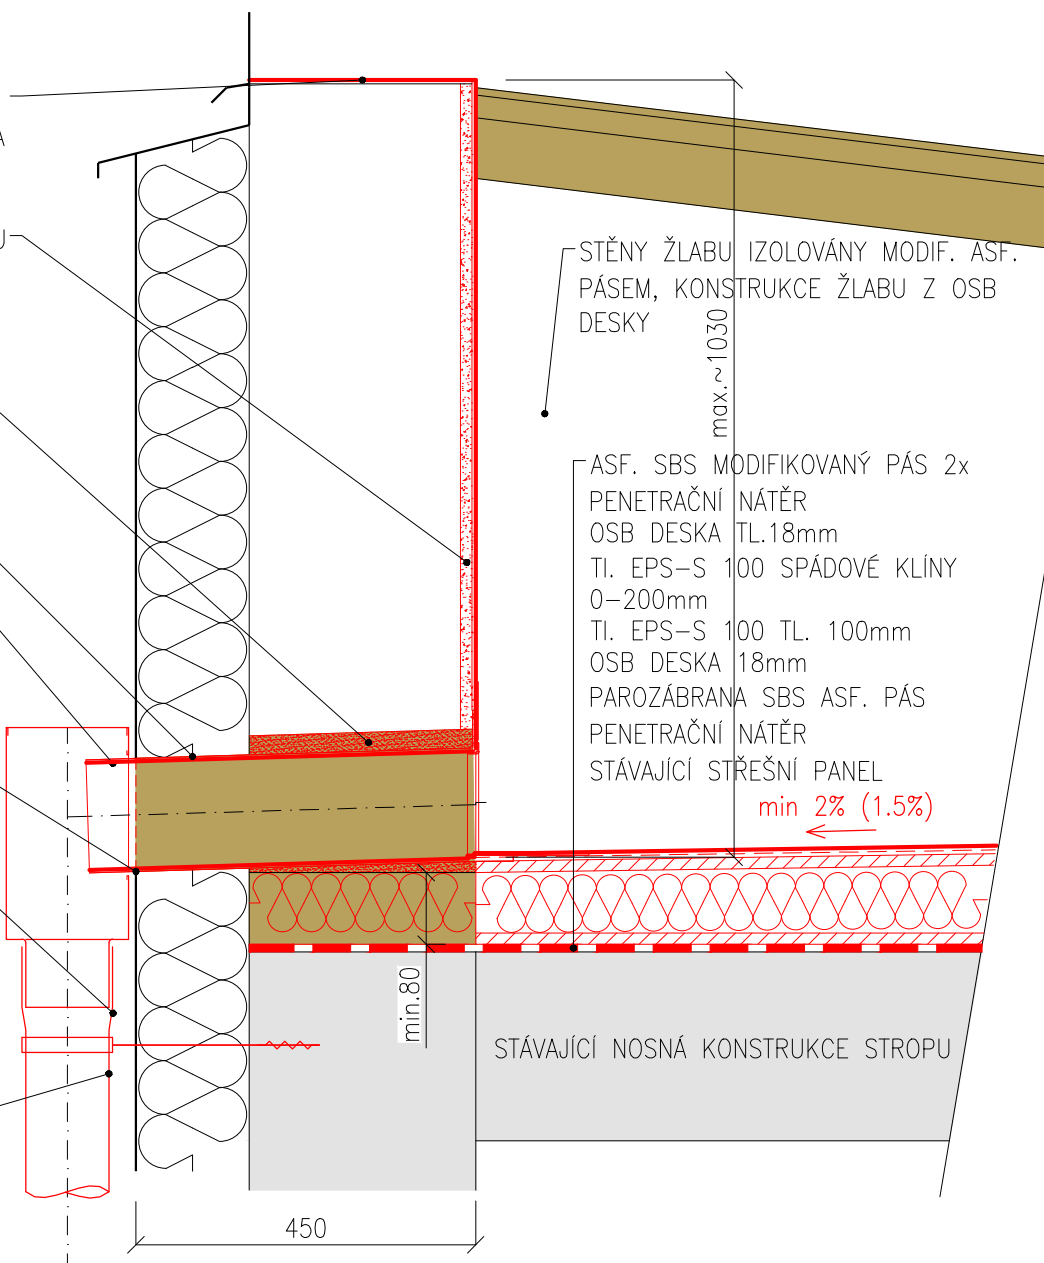 A
U
STĚNY ŽLABU IZOLOVÁNY MODIF. ASF.
PÁSEM, KONSTRUKCE ŽLABU Z OSB
DESKY
max.~1030
ASF. SBS MODIFIKOVANÝ PÁS 2x
PENETRAČNÍ NÁTĚR
OSB DESKA TL.18mm
TI. EPS-S 100 SPÁDOVÉ KLÍNY
0-200mm
TI. EPS-S 100 TL. 100mm
OSB DESKA 18mm
PAROZÁBRANA SBS ASF. PÁS
PENETRAČNÍ NÁTĚR
STÁVAJÍCÍ STŘEŠNÍ PANEL
min 2% (1.5%)
min.80
STÁVAJÍCÍ NOSNÁ KONSTRUKCE STROPU
450